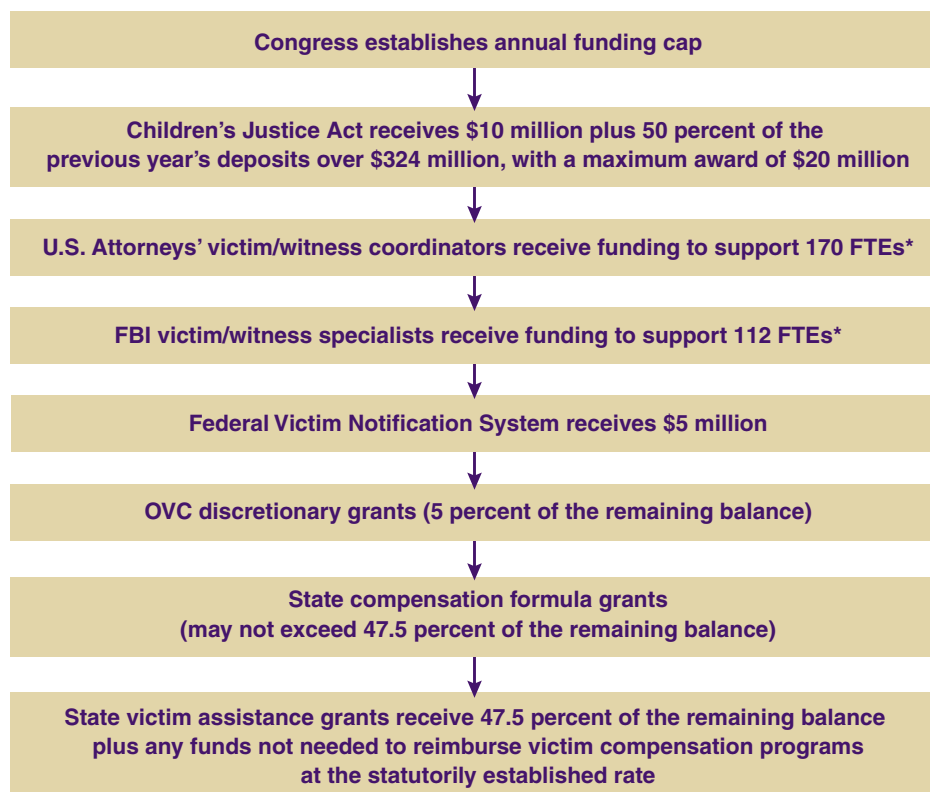 Congress establishes annual funding cap
Children’s Justice Act receives $10 million plus 50 percent of the
previous year’s deposits over $324 million, with a maximum award of $20 million
U.S. Attorneys’ victim/witness coordinators receive funding to support 170 FTEs*
FBI victim/witness specialists receive funding to support 112 FTEs*
Federal Victim Notification System receives $5 million
OVC discretionary grants (5 percent of the remaining balance)
State compensation formula grants
(may not exceed 47.5 percent of the remaining balance)
State victim assistance grants receive 47.5 percent of the remaining balance
plus any funds not needed to reimburse victim compensation programs
at the statutorily established rate